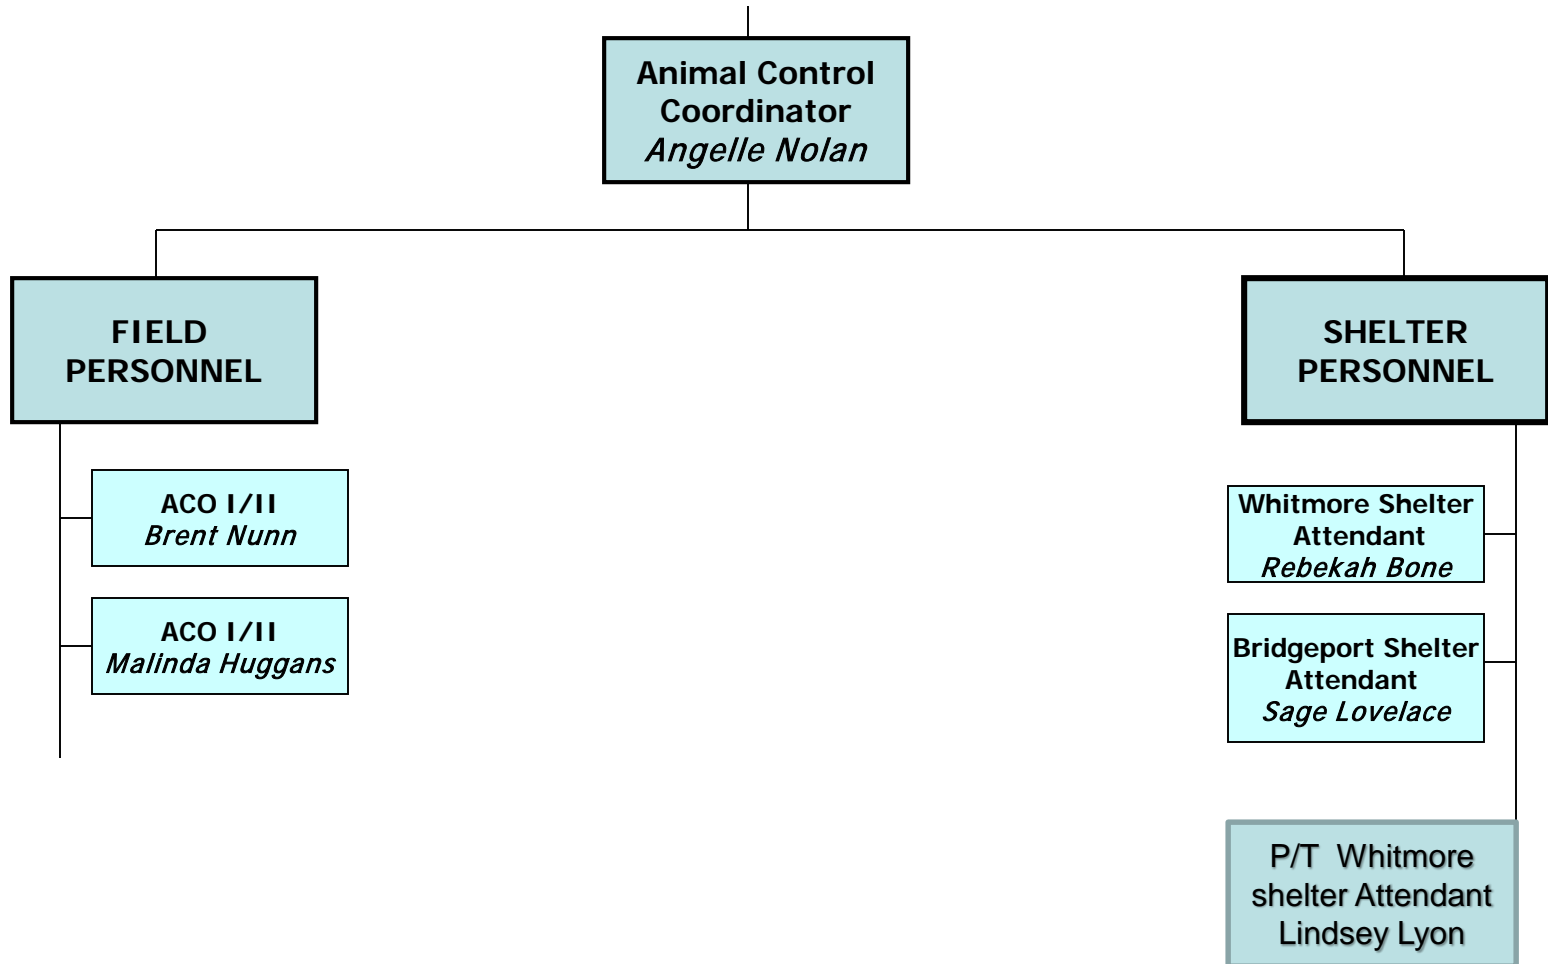 Animal Control
Coordinator
Angelle Nolan
FIELD
PERSONNEL
ACO I/II
Brent Nunn
ACO I/II
Malinda Huggans
SHELTER
PERSONNEL
Whitmore Shelter
Attendant
Rebekah Bone
Bridgeport Shelter
Attendant
Sage Lovelace
P/T Whitmore
shelter Attendant
Lindsey Lyon